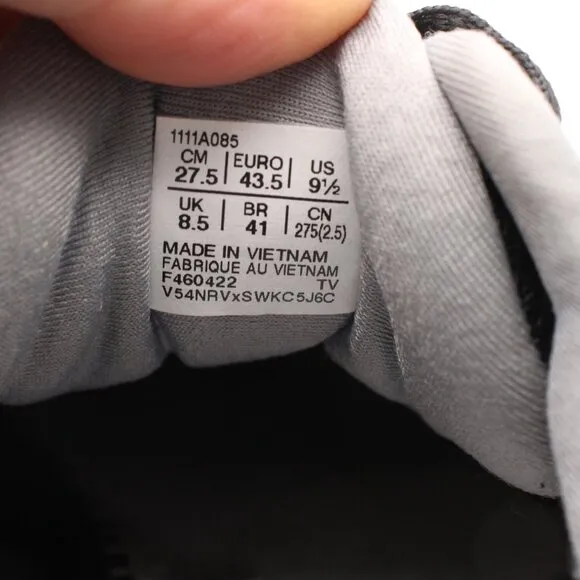 1111A085
CM EURO US
27.5 43.5 9½
UK BR CN
8.5 41 275(2.5)
MADE IN VIETNAM
FABRIQUE AU VIETNAM
F460422 TV
V54NRVxSWKC5J6C